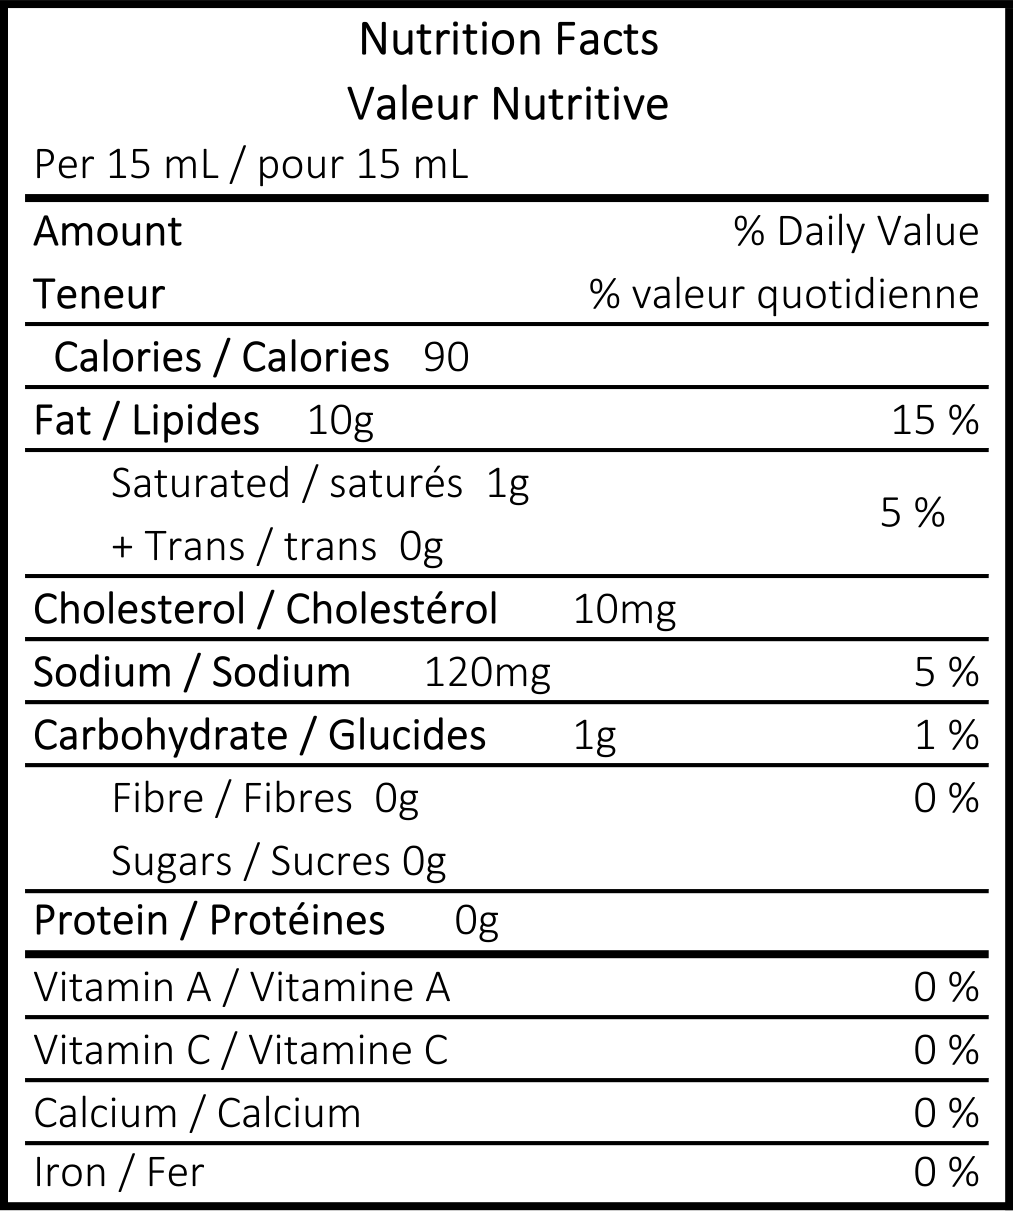 Nutrition Facts
Valeur Nutritive
Per 15 mL / pour 15 mL
Amount % Daily Value
Teneur % valeur quotidienne
Calories / Calories 90
Fat / Lipides 10g 15 %
Saturated / saturés 1g
5 %
+ Trans / trans 0g
Cholesterol / Cholestérol 10mg
Sodium / Sodium 120mg 5 %
Carbohydrate / Glucides 1g 1 %
Fibre / Fibres 0g 0 %
Sugars / Sucres 0g
Protein / Protéines 0g
Vitamin A / Vitamine A 0 %
Vitamin C / Vitamine C 0 %
Calcium / Calcium 0 %
Iron / Fer 0 %